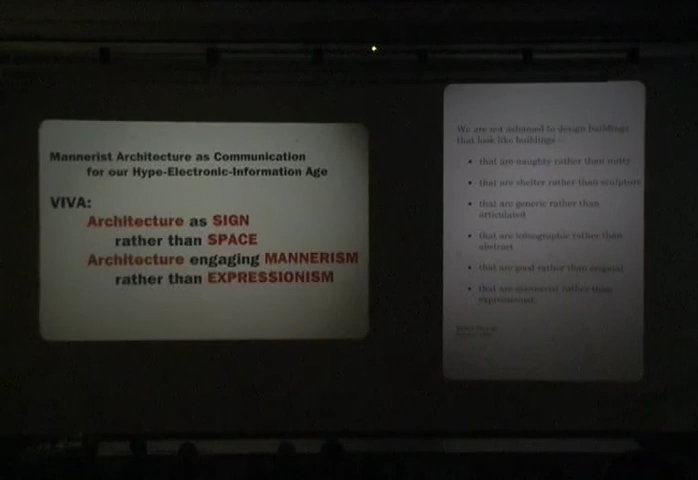 Mannerist Architecture as Communication
for our Hype-Electronic-Information Age
VIVA:
Architecture as SIGN
rather than SPACE
Architecture engaging MANNERISM
rather than EXPRESSIONISM
We are not ashamed to design buildings
that look like buildings –
• that are naughty rather than natty
• that are shelter rather than sculpture
• that are generic rather than
articulated
• that are iconographic rather than
abstract
• that are good rather than original
• that are mannerist rather than
expressionist.